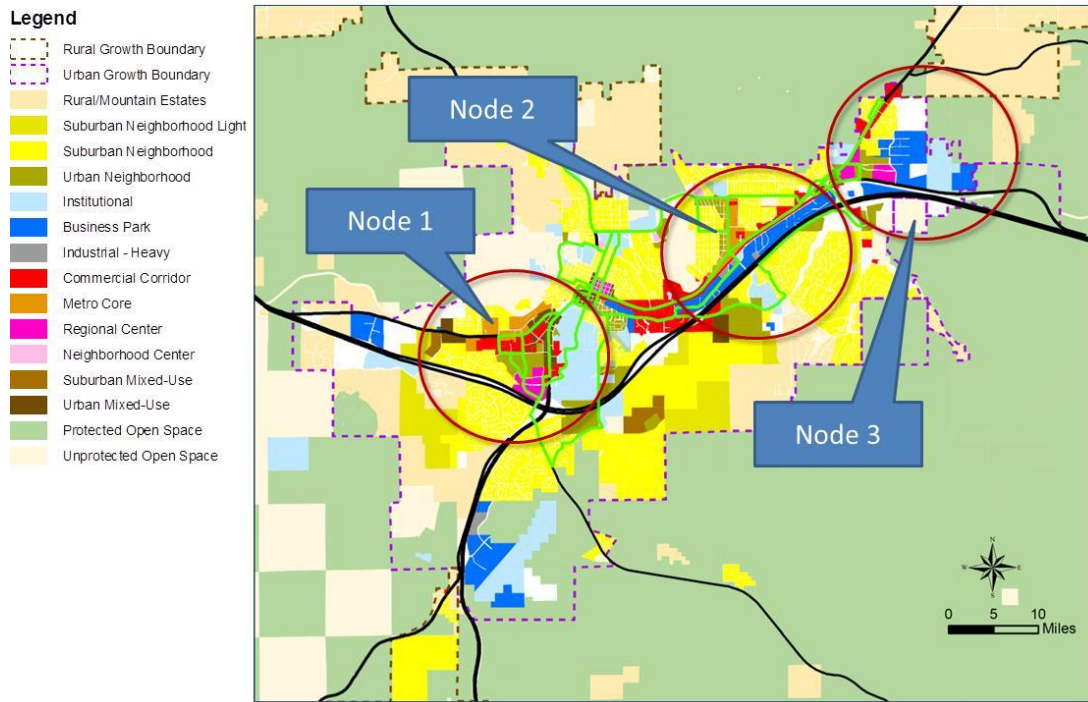 Legend
Rural Growth Boundary
Urban Growth Boundary
Rural/Mountain Estates
Suburban Neighborhood Light
Suburban Neighborhood
Urban Neighborhood
Institutional
Business Park
Industrial - Heavy
Commercial Corridor
Metro Core
Regional Center
Neighborhood Center
Suburban Mixed-Use
Urban Mixed-Use
Protected Open Space
Unprotected Open Space
Node 2
Node 1
Node 3
N
W E
S
0 5 10
Miles